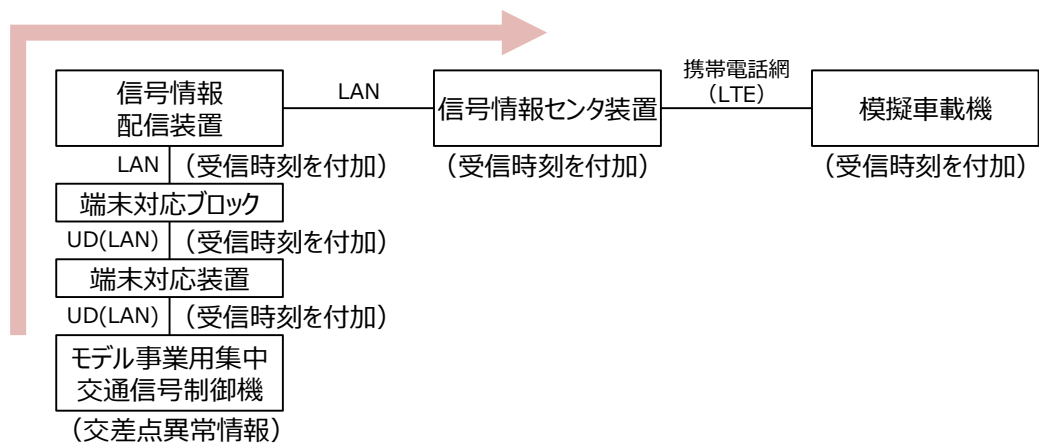 信号情報
配信装置
LAN
信号情報センタ装置
携帯電話網
（LTE）
模擬車載機
LAN
（受信時刻を付加）
（受信時刻を付加）
（受信時刻を付加）
端末対応ブロック
UD(LAN)
（受信時刻を付加）
端末対応装置
UD(LAN)
（受信時刻を付加）
モデル事業用集中
交通信号制御機
（交差点異常情報）